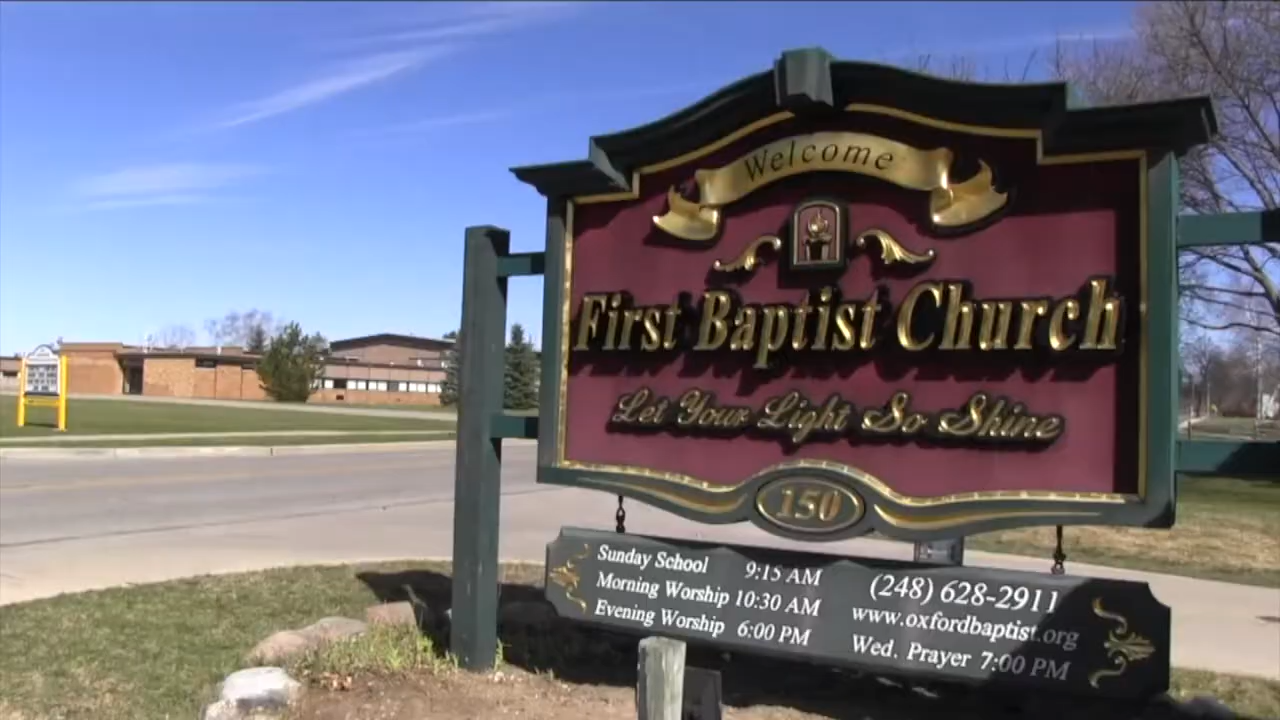 Welcome
First Baptist Church
Let Your Light So Shine
150
Sunday School 9:15 AM
Morning Worship 10:30 AM
Evening Worship 6:00 PM
(248) 628-2911
www.oxfordbaptist.org
Wed. Prayer 7:00 PM